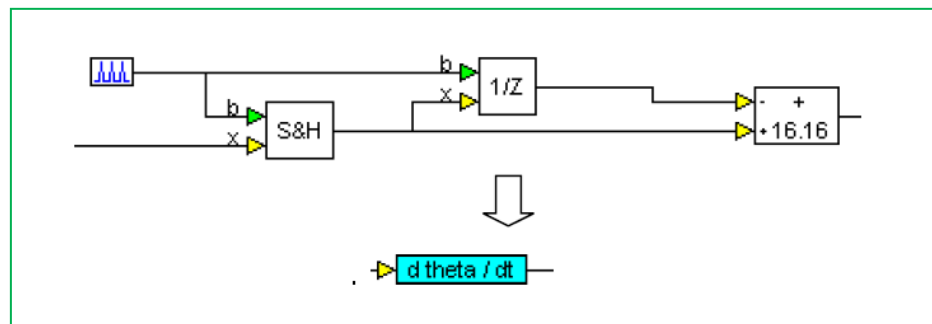 b
1/Z
x
b
S&H
x
- +
+ 16.16
d theta / dt
.